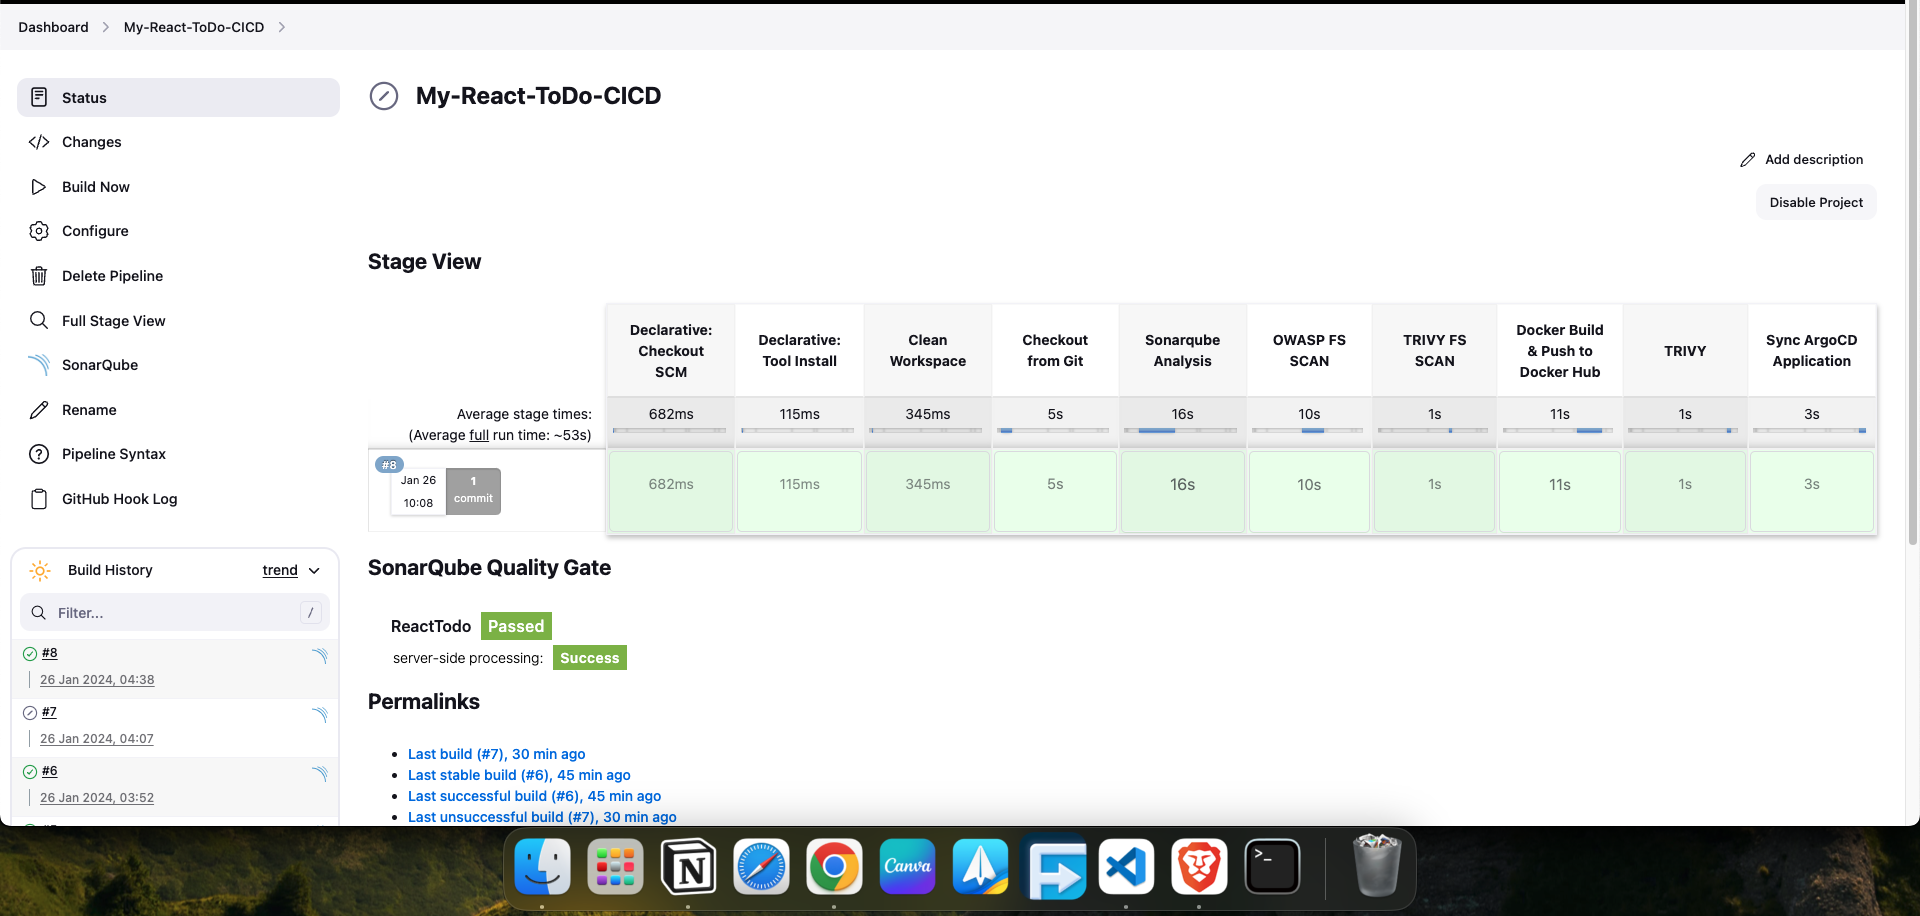 Dashboard
My-React-ToDo-CICD
Status
Changes
Build Now
Configure
Delete Pipeline
Full Stage View
SonarQube
Rename
Pipeline Syntax
GitHub Hook Log
Build History
trend
Filter...
/
#8
26 Jan 2024, 04:38
#7
26 Jan 2024, 04:07
#6
26 Jan 2024, 03:52
My-React-ToDo-CICD
Add description
Disable Project
Stage View
Declarative:
Checkout
SCM
Declarative:
Tool Install
Clean
Workspace
Checkout
from Git
Sonarqube
Analysis
OWASP FS
SCAN
TRIVY FS
SCAN
Docker Build
& Push to
Docker Hub
TRIVY
Sync ArgoCD
Application
Average stage times:
(Average full run time: ~53s)
682ms
115ms
345ms
5s
16s
10s
1s
11s
1s
3s
#8
Jan 26
10:08
1
commit
682ms
115ms
345ms
5s
16s
10s
1s
11s
1s
3s
SonarQube Quality Gate
ReactTodo Passed
server-side processing: Success
Permalinks
Last build (#7), 30 min ago
Last stable build (#6), 45 min ago
Last successful build (#6), 45 min ago
Last unsuccessful build (#7), 30 min ago
Canva